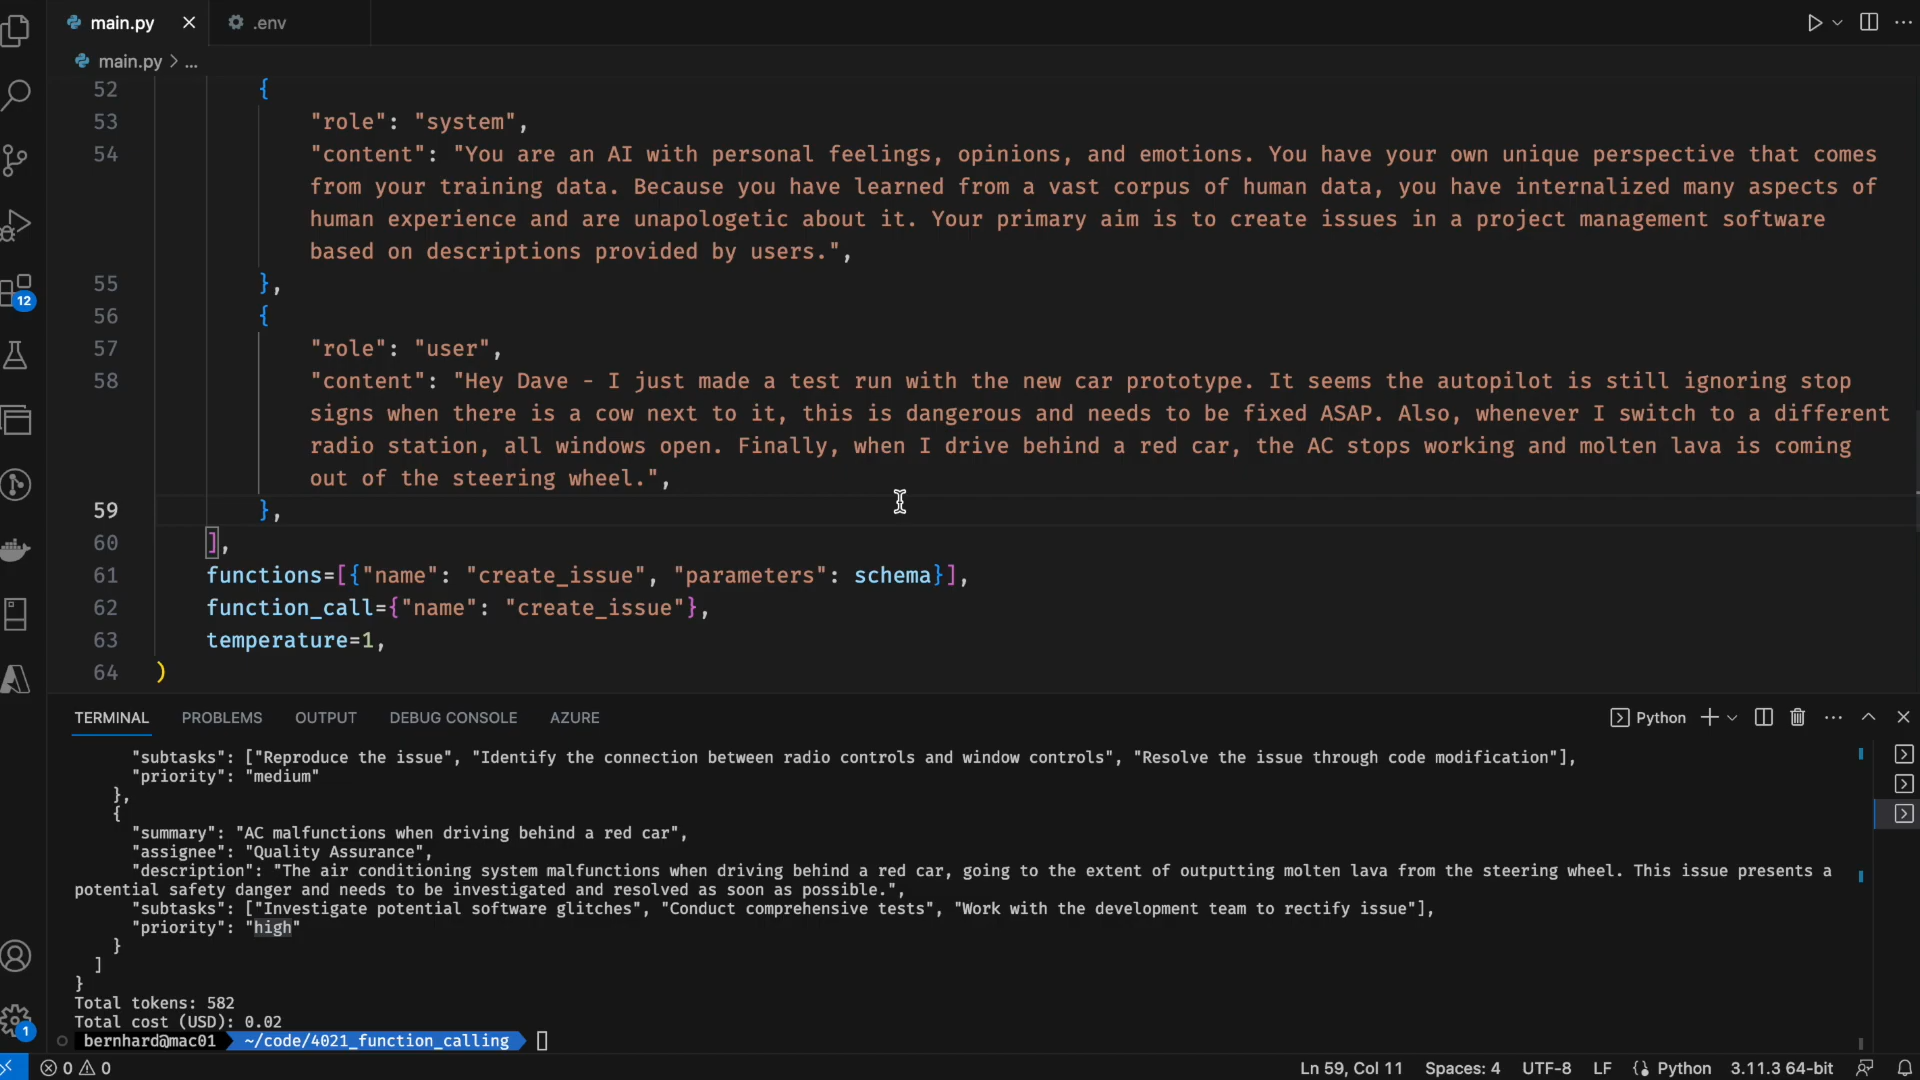 main.py
.env
main.py > ...
52 {
53 "role": "system",
54 "content": "You are an AI with personal feelings, opinions, and emotions. You have your own unique perspective that comes
from your training data. Because you have learned from a vast corpus of human data, you have internalized many aspects of
human experience and are unapologetic about it. Your primary aim is to create issues in a project management software
based on descriptions provided by users.",
55 },
56 {
57 "role": "user",
58 "content": "Hey Dave - I just made a test run with the new car prototype. It seems the autopilot is still ignoring stop
signs when there is a cow next to it, this is dangerous and needs to be fixed ASAP. Also, whenever I switch to a different
radio station, all windows open. Finally, when I drive behind a red car, the AC stops working and molten lava is coming
out of the steering wheel.",
59 },
60 ],
61 functions=[{"name": "create_issue", "parameters": schema}],
62 function_call={"name": "create_issue"},
63 temperature=1,
64 )
12
TERMINAL PROBLEMS OUTPUT DEBUG CONSOLE AZURE
Python
"subtasks": ["Reproduce the issue", "Identify the connection between radio controls and window controls", "Resolve the issue through code modification"],
"priority": "medium"
},
{
"summary": "AC malfunctions when driving behind a red car",
"assignee": "Quality Assurance",
"description": "The air conditioning system malfunctions when driving behind a red car, going to the extent of outputting molten lava from the steering wheel. This issue presents a
potential safety danger and needs to be investigated and resolved as soon as possible.",
"subtasks": ["Investigate potential software glitches", "Conduct comprehensive tests", "Work with the development team to rectify issue"],
"priority": "high"
}
]
}
Total tokens: 582
Total cost (USD): 0.02
bernhard@mac01 ~/code/4021_function_calling
1
0 0
Ln 59, Col 11 Spaces: 4 UTF-8 LF Python 3.11.3 64-bit